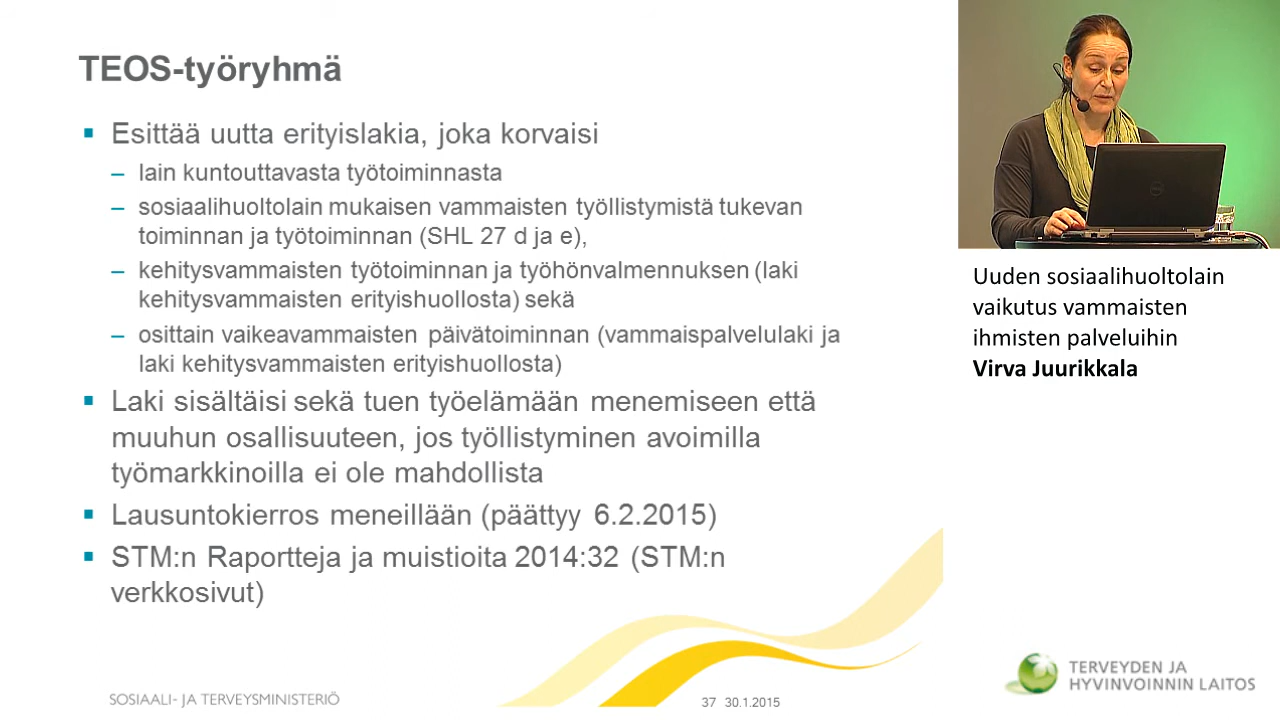 TEOS-työryhmä
Esittää uutta erityislakia, joka korvaisi
– lain kuntouttavasta työtoiminnasta
– sosiaalihuoltolain mukaisen vammaisten työllistymistä tukevan
toiminnan ja työtoiminnan (SHL 27 d ja e),
– kehitysvammaisten työtoiminnan ja työhönvalmennuksen (laki
kehitysvammaisten erityishuollosta) sekä
– osittain vaikeavammaisten päivätoiminnan (vammaispalvelulaki ja
laki kehitysvammaisten erityishuollosta)
Laki sisältäisi sekä tuen työelämään menemiseen että
muuhun osallisuuteen, jos työllistyminen avoimilla
työmarkkinoilla ei ole mahdollista
Lausuntokierros meneillään (päättyy 6.2.2015)
STM:n Raportteja ja muistioita 2014:32 (STM:n
verkkosivut)
SOSIAALI- JA TERVEYSMINISTERIÖ
37 30.1.2015
Uuden sosiaalihuoltolain
vaikutus vammaisten
ihmisten palveluihin
Virva Juurikkala
TERVEYDEN JA
HYVINVOINNIN LAITOS